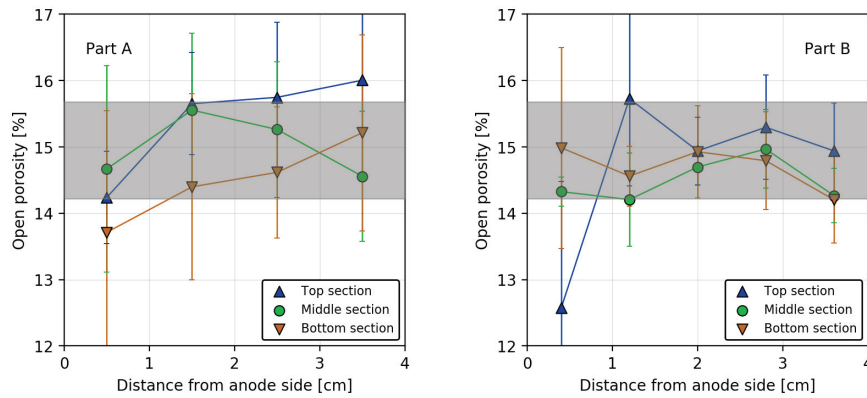 Part A
Open porosity [%]
17
16
15
14
13
12
0
1
2
3
4
Distance from anode side [cm]
Top section
Middle section
Bottom section
Part B
Open porosity [%]
17
16
15
14
13
12
0
1
2
3
4
Distance from anode side [cm]
Top section
Middle section
Bottom section